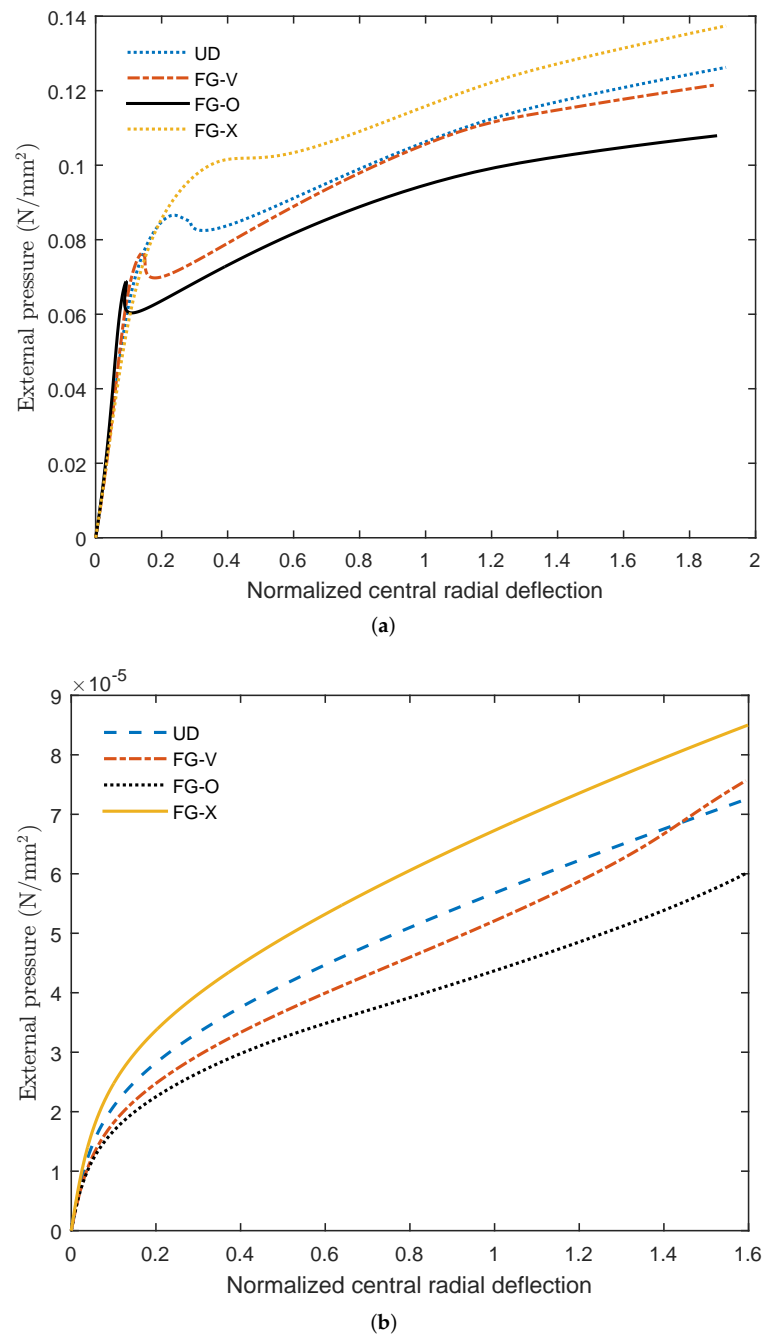 0.14
0.12
0.1
0.08
0.06
0.04
0.02
0
External pressure (N/mm²)
UD
FG-V
FG-O
FG-X
0 0.2 0.4 0.6 0.8 1 1.2 1.4 1.6 1.8 2
Normalized central radial deflection
(a)
×10⁻⁵
9
8
7
6
5
4
3
2
1
0
External pressure (N/mm²)
UD
FG-V
FG-O
FG-X
0 0.2 0.4 0.6 0.8 1 1.2 1.4 1.6
Normalized central radial deflection
(b)